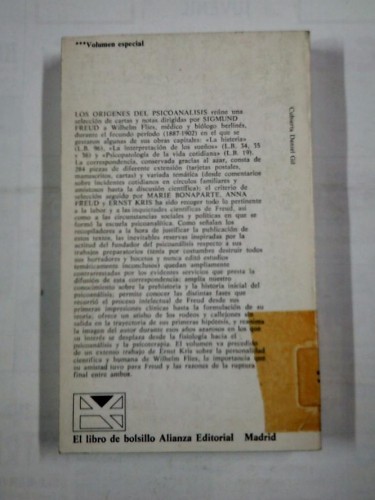 ***Volumen especial
LOS ORIGENES DEL PSICOANALISIS reúne una
selección de cartas y notas dirigidas por SIGMUND
FREUD a Wilhelm Flies, médico y biólogo berlinés,
durante el fecundo período (1887-1902) en el que se
gestaron algunas de sus obras capitales: «La histeria»
(L.B. 96), «La interpretación de los sueños» (L.B. 34, 35
y 36) y «Psicopatología de la vida cotidiana» (L.B. 19).
La correspondencia, conservada gracias al azar, consta de
284 piezas de diferente extensión (tarjetas postales,
manuscritos, cartas) y variada temática (desde comentarios
sobre incidentes cotidianos en círculos familiares y
amistosos hasta la discusión científica); el criterio de
selección seguido por MARIE BONAPARTE, ANNA
FREUD y ERNST KRIS ha sido recoger todo lo pertinente
a la labor y a las inquietudes científicas de Freud, así
como a las circunstancias sociales y políticas en que se
formó la escuela psicoanalítica. Como señalan los
recopiladores a la hora de justificar la publicación de
estos textos, las inevitables reservas inspiradas por la
actitud del fundador del psicoanálisis respecto a sus
trabajos preparatorios (tenía por costumbre destruir todos
sus borradores y bocetos y nunca editó estudios
temáticamente inconclusos) quedan ampliamente
contrarrestadas por los evidentes servicios que presta la
difusión de esta correspondencia: amplía nuestro
conocimiento sobre la prehistoria y la historia inicial del
psicoanálisis; permite conocer las distintas fases que
recorrió el proceso intelectual de Freud desde sus
primeras impresiones clínicas hasta la formulación de su
teoría; ofrece un atisbo de los rodeos y callejones sin
salida en la trayectoria de sus primeras hipótesis, y
la imagen del autor durante esos años azarosos en los que
su interés se desplaza desde la fisiología hacia el
psicoanálisis y la psicoterapia. El volumen va precedido
de un extenso trabajo de Ernst Kris sobre la personalidad
científica y humana de Wilhelm Flies, la importancia que
su amistad tuvo para Freud y las razones de la ruptura
final entre ambos.
Cubierta Daniel Gil
El libro de bolsillo Alianza Editorial Madrid